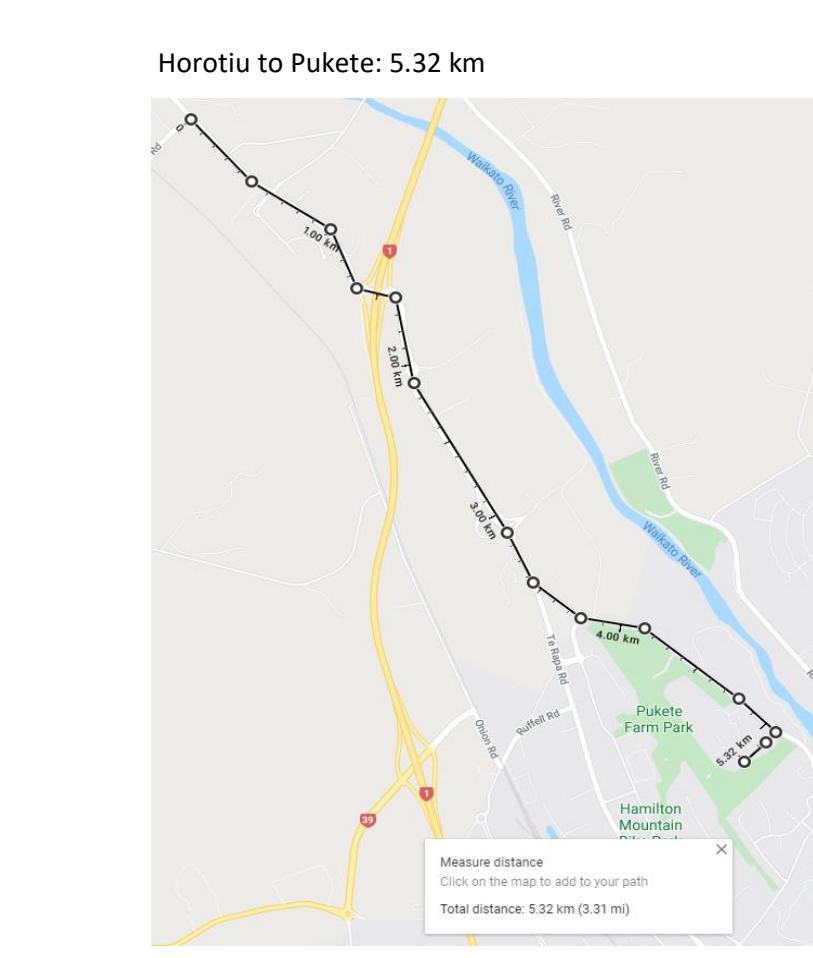 Horotiu to Pukete: 5.32 km
0
Rd
Waikato River
River Rd
1
1.00 km
2.00 km
River Rd
3.00 km
Waikato River
4.00 km
Te Rapa Rd
Pukete
Farm Park
Ruffell Rd
Onion Rd
5.32 km
1
39
Hamilton
Mountain
Bike Park
Measure distance
Click on the map to add to your path
Total distance: 5.32 km (3.31 mi)